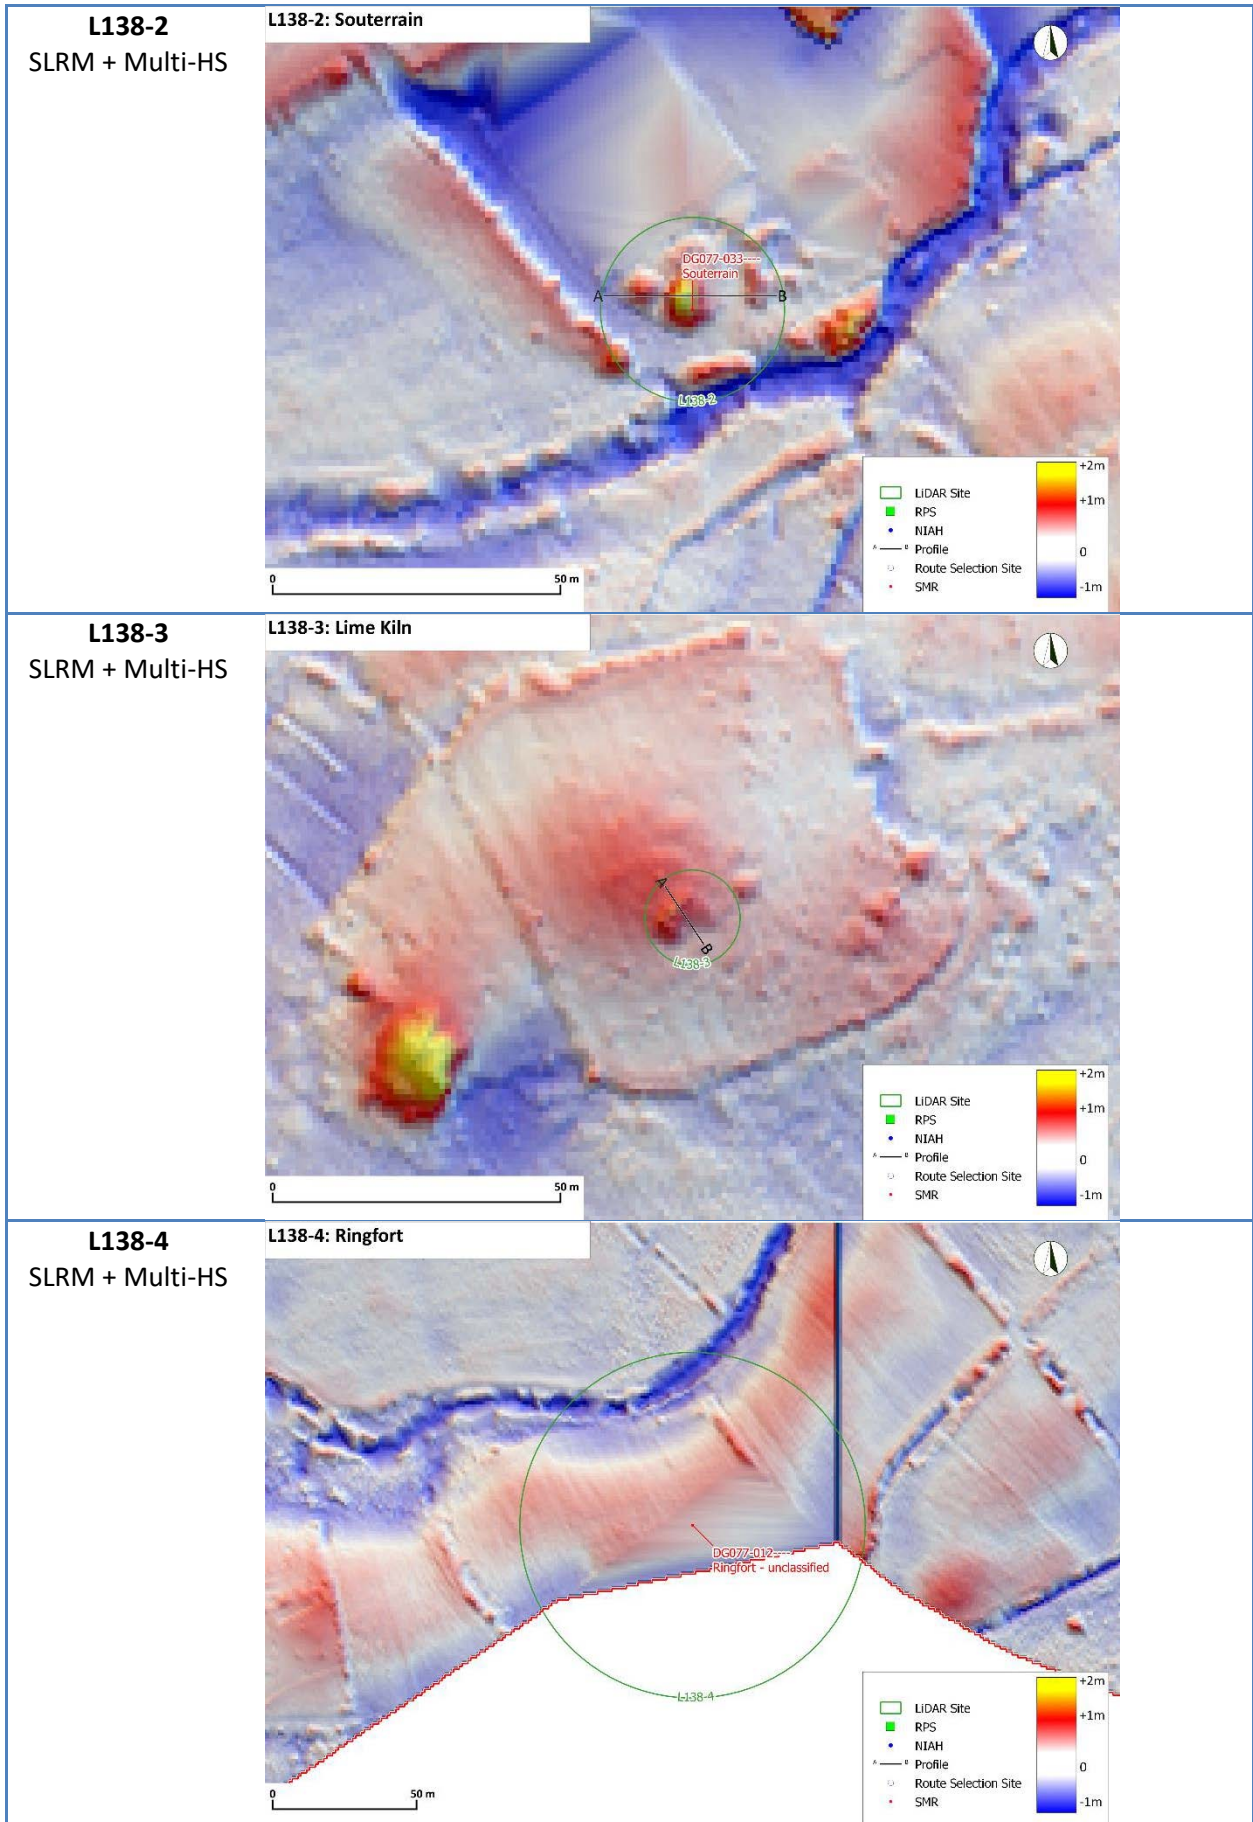 L138-2
SLRM + Multi-HS
L138-2: Souterrain
DG077-033----
Souterrain
A
B
L138-2
LiDAR Site
RPS
NIAH
A B Profile
Route Selection Site
SMR
+2m
+1m
0
-1m
0 50 m
L138-3
SLRM + Multi-HS
L138-3: Lime Kiln
A
B
L138-3
LiDAR Site
RPS
NIAH
A B Profile
Route Selection Site
SMR
+2m
+1m
0
-1m
0 50 m
L138-4
SLRM + Multi-HS
L138-4: Ringfort
DG077-012----
Ringfort - unclassified
L138-4
LiDAR Site
RPS
NIAH
A B Profile
Route Selection Site
SMR
+2m
+1m
0
-1m
0 50 m